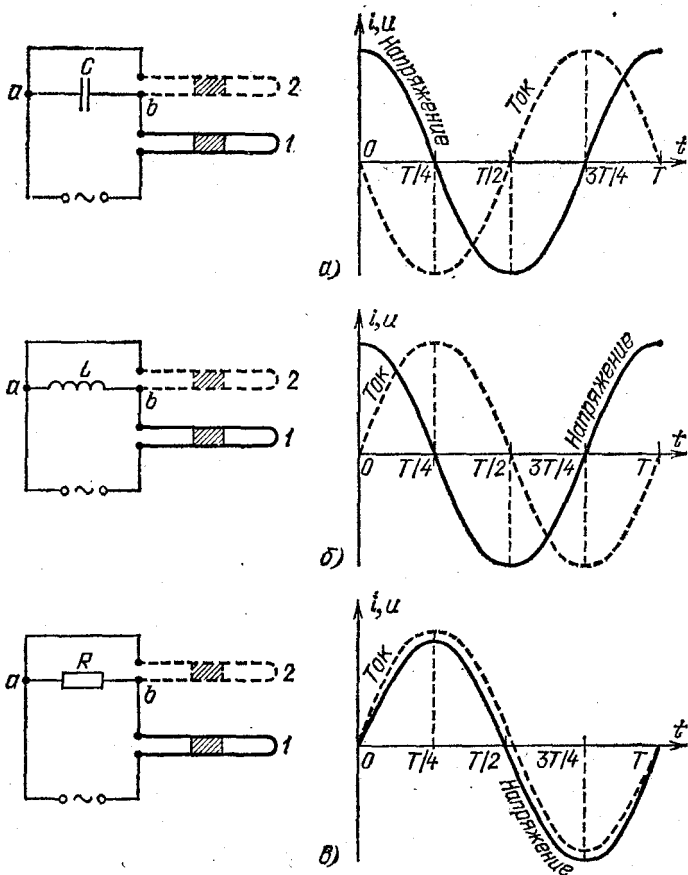 C
a
b
2
1
~
i,u
Напряжение
Ток
0
T/4
T/2
3T/4
T
t
а)
L
a
b
2
1
~
i,u
Ток
Напряжение
0
T/4
T/2
3T/4
T
t
б)
R
a
b
2
1
~
i,u
Ток
0
T/4
T/2
3T/4
T
t
Напряжение
в)